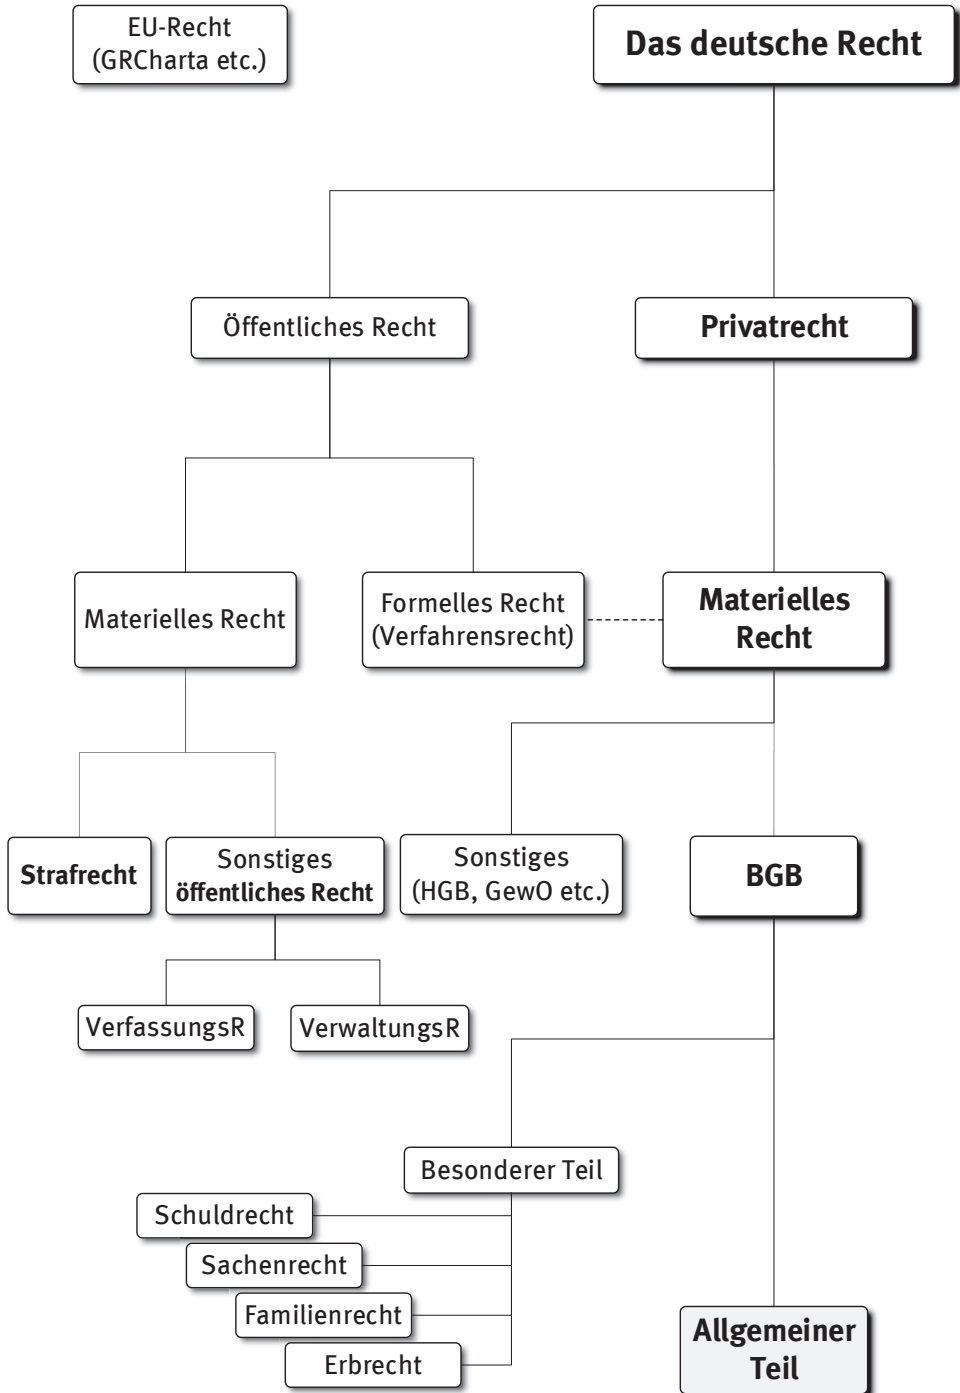 EU-Recht
(GRCharta etc.)
Das deutsche Recht
Öffentliches Recht
Privatrecht
Materielles Recht
Formelles Recht
(Verfahrensrecht)
Materielles
Recht
Strafrecht
Sonstiges
öffentliches Recht
Sonstiges
(HGB, GewO etc.)
BGB
VerfassungsR
VerwaltungsR
Besonderer Teil
Schuldrecht
Sachenrecht
Familienrecht
Erbrecht
Allgemeiner
Teil